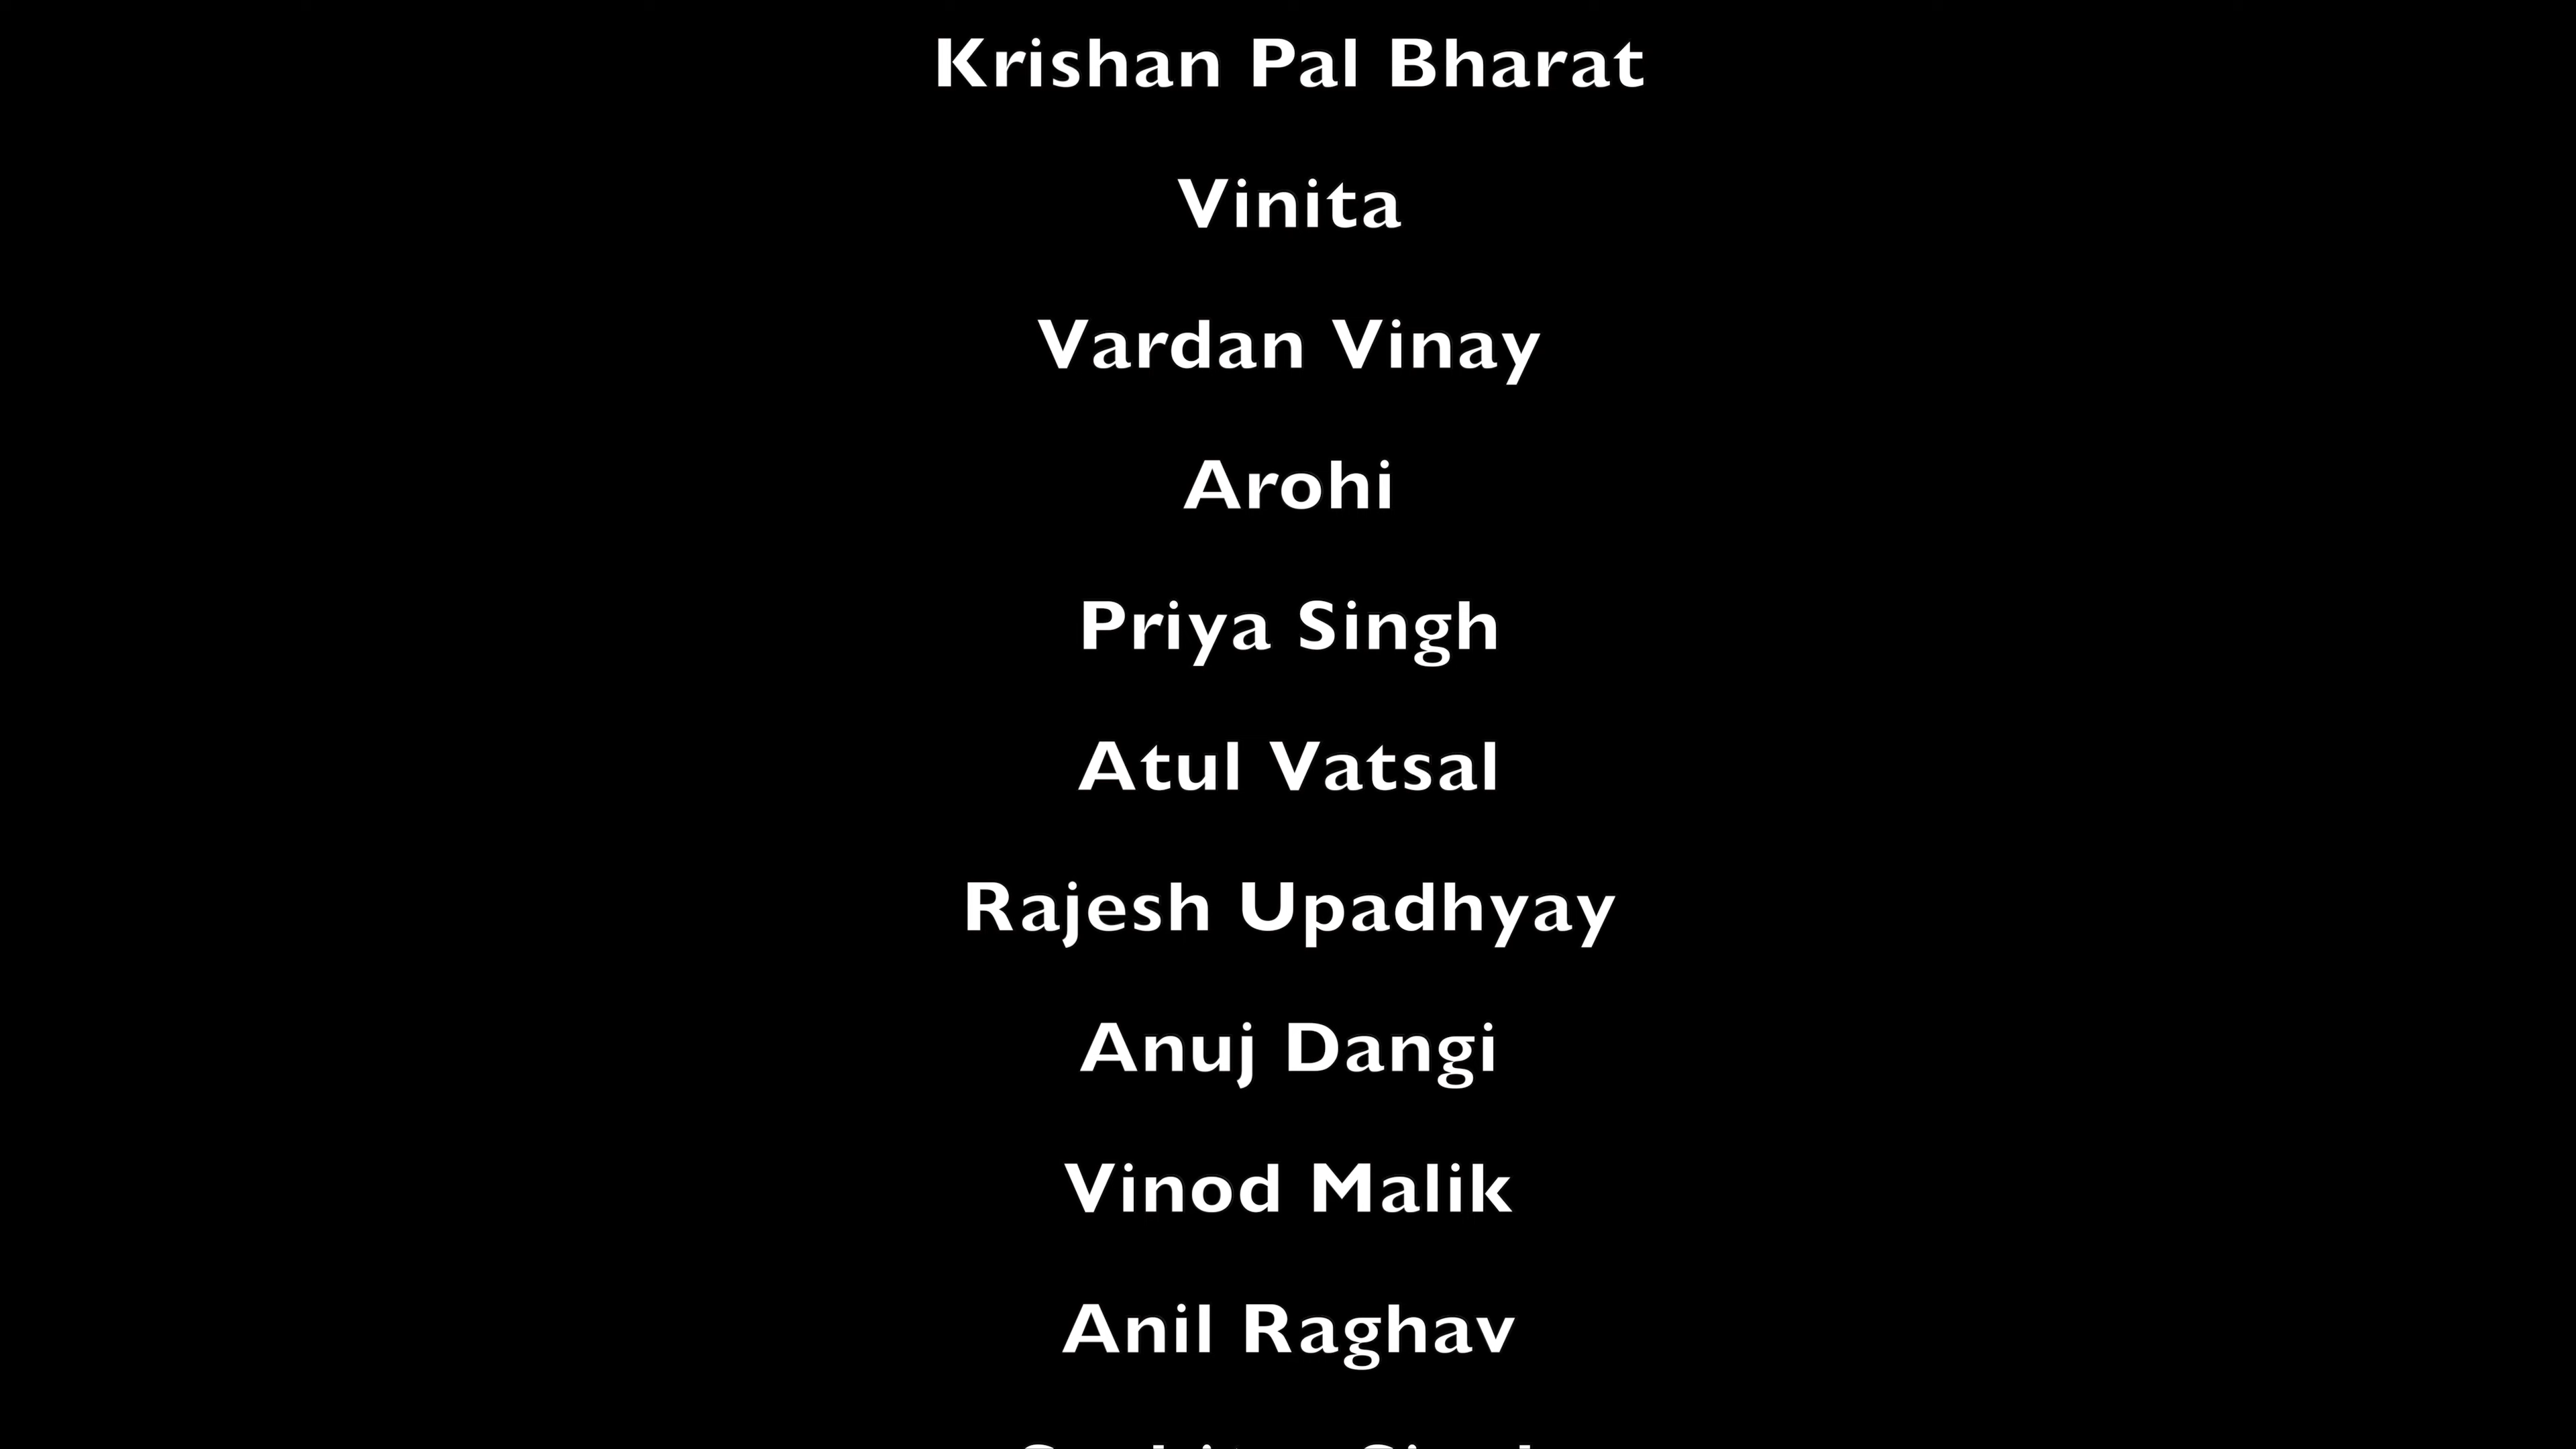 Krishan Pal Bharat
Vinita
Vardan Vinay
Arohi
Priya Singh
Atul Vatsal
Rajesh Upadhyay
Anuj Dangi
Vinod Malik
Anil Raghav